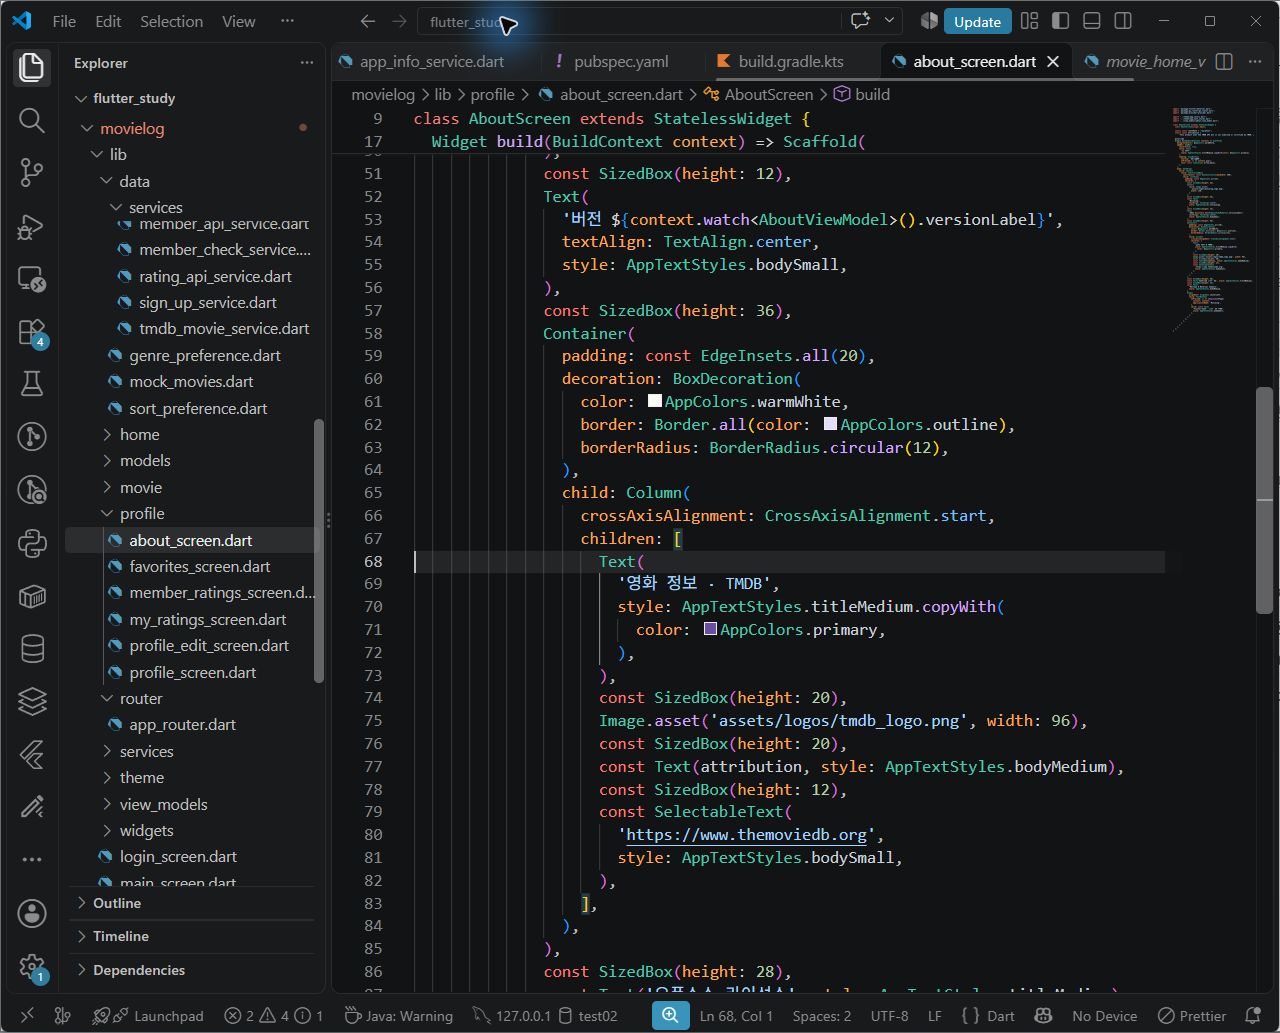 File Edit Selection View ··· flutter_stu Update
Explorer ···
app_info_service.dart ! pubspec.yaml build.gradle.kts about_screen.dart movie_home_v ···
movielog > lib > profile > about_screen.dart > AboutScreen > build
flutter_study
movielog
lib
data
services
member_api_service.dart
member_check_service....
rating_api_service.dart
sign_up_service.dart
tmdb_movie_service.dart
genre_preference.dart
mock_movies.dart
sort_preference.dart
home
models
movie
profile
about_screen.dart
favorites_screen.dart
member_ratings_screen.d...
my_ratings_screen.dart
profile_edit_screen.dart
profile_screen.dart
router
app_router.dart
services
theme
view_models
widgets
login_screen.dart
main_screen.dart
Outline
Timeline
Dependencies
4
1
9 class AboutScreen extends StatelessWidget {
17 Widget build(BuildContext context) => Scaffold(
51 const SizedBox(height: 12),
52 Text(
53 '버전 ${context.watch<AboutViewModel>().versionLabel}',
54 textAlign: TextAlign.center,
55 style: AppTextStyles.bodySmall,
56 ),
57 const SizedBox(height: 36),
58 Container(
59 padding: const EdgeInsets.all(20),
60 decoration: BoxDecoration(
61 color: AppColors.warmWhite,
62 border: Border.all(color: AppColors.outline),
63 borderRadius: BorderRadius.circular(12),
64 ),
65 child: Column(
66 crossAxisAlignment: CrossAxisAlignment.start,
67 children: [
68 Text(
69 '영화 정보 · TMDB',
70 style: AppTextStyles.titleMedium.copyWith(
71 color: AppColors.primary,
72 ),
73 ),
74 const SizedBox(height: 20),
75 Image.asset('assets/logos/tmdb_logo.png', width: 96),
76 const SizedBox(height: 20),
77 const Text(attribution, style: AppTextStyles.bodyMedium),
78 const SizedBox(height: 12),
79 const SelectableText(
80 'https://www.themoviedb.org',
81 style: AppTextStyles.bodySmall,
82 ),
83 ],
84 ),
85 ),
86 const SizedBox(height: 28),
Launchpad 2 4 1 Java: Warning 127.0.0.1 test02 Ln 68, Col 1 Spaces: 2 UTF-8 LF { } Dart No Device Prettier